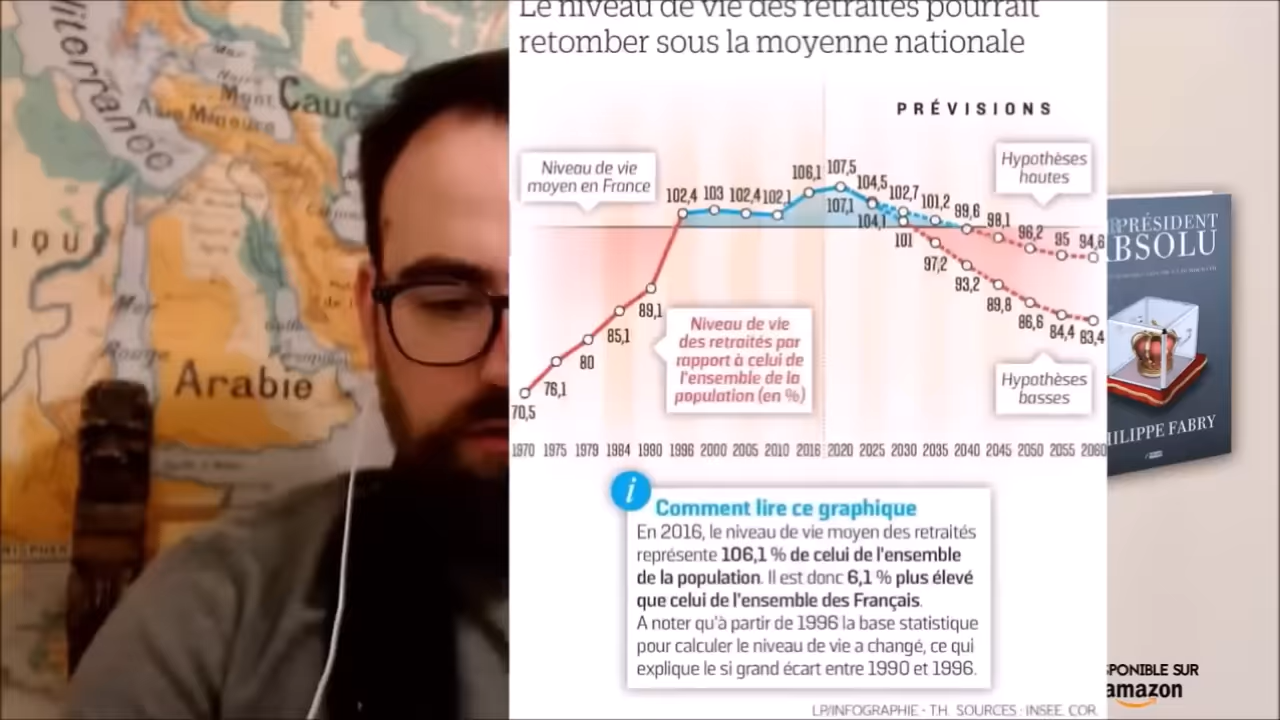 Le niveau de vie des retraités pourrait
retomber sous la moyenne nationale
PRÉVISIONS
Niveau de vie
moyen en France
Hypothèses
hautes
102,4 103 102,4 102,1 106,1 107,5 104,5 102,7 101,2 99,6 98,1 96,2 95 94,6
107,1 104,1 101 97,2 93,2 89,8 86,6 84,4 83,4
70,5 76,1 80 85,1 89,1
Niveau de vie
des retraités par
rapport à celui de
l'ensemble de la
population (en %)
Hypothèses
basses
1970 1975 1979 1984 1990 1996 2000 2005 2010 2016 2020 2025 2030 2035 2040 2045 2050 2055 2060
i
Comment lire ce graphique
En 2016, le niveau de vie moyen des retraités
représente 106,1 % de celui de l'ensemble
de la population. Il est donc 6,1 % plus élevé
que celui de l'ensemble des Français.
A noter qu'à partir de 1996 la base statistique
pour calculer le niveau de vie a changé, ce qui
explique le si grand écart entre 1990 et 1996.
LP/INFOGRAPHIE - T.H. SOURCES : INSEE, COR.
PRÉSIDENT
ABSOLU
HILIPPE FABRY
SPONIBLE SUR
amazon
Mont Cauc
Asie Mineure
Mer
Rouge
Arabie